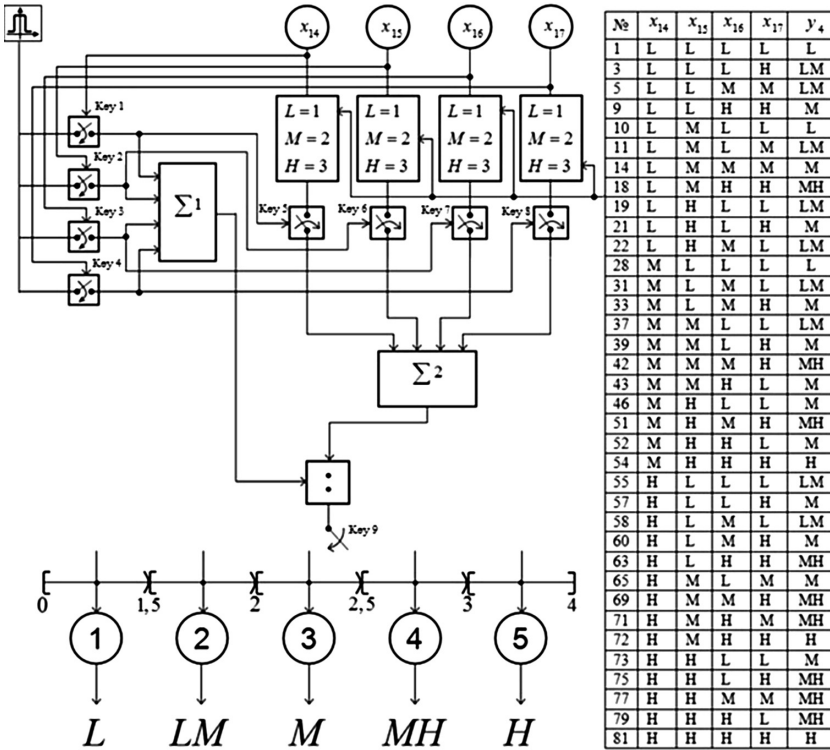 x14 x15 x16 x17
Key 1
L = 1 L = 1 L = 1 L = 1
M = 2 M = 2 M = 2 M = 2
H = 3 H = 3 H = 3 H = 3
Key 2
∑1
Key 3
Key 5 Key 6 Key 7 Key 8
Key 4
∑2
:
Key 9
0 1,5 2 2,5 3 4
1 2 3 4 5
L LM M MH H
№ x14 x15 x16 x17 y4
1 L L L L L
3 L L L H LM
5 L L M M LM
9 L L H H M
10 L M L L L
11 L M L M LM
14 L M M M M
18 L M H H MH
19 L H L L LM
21 L H L H M
22 L H M L LM
28 M L L L L
31 M L M L LM
33 M L M H M
37 M M L L LM
39 M M L H M
42 M M M H MH
43 M M H L M
46 M H L L M
51 M H M H MH
52 M H H L M
54 M H H H H
55 H L L L LM
57 H L L H M
58 H L M L LM
60 H L M H M
63 H L H H MH
65 H M L M M
69 H M M H MH
71 H M H M MH
72 H M H H H
73 H H L L M
75 H H L H MH
77 H H M M MH
79 H H H L MH
81 H H H H H